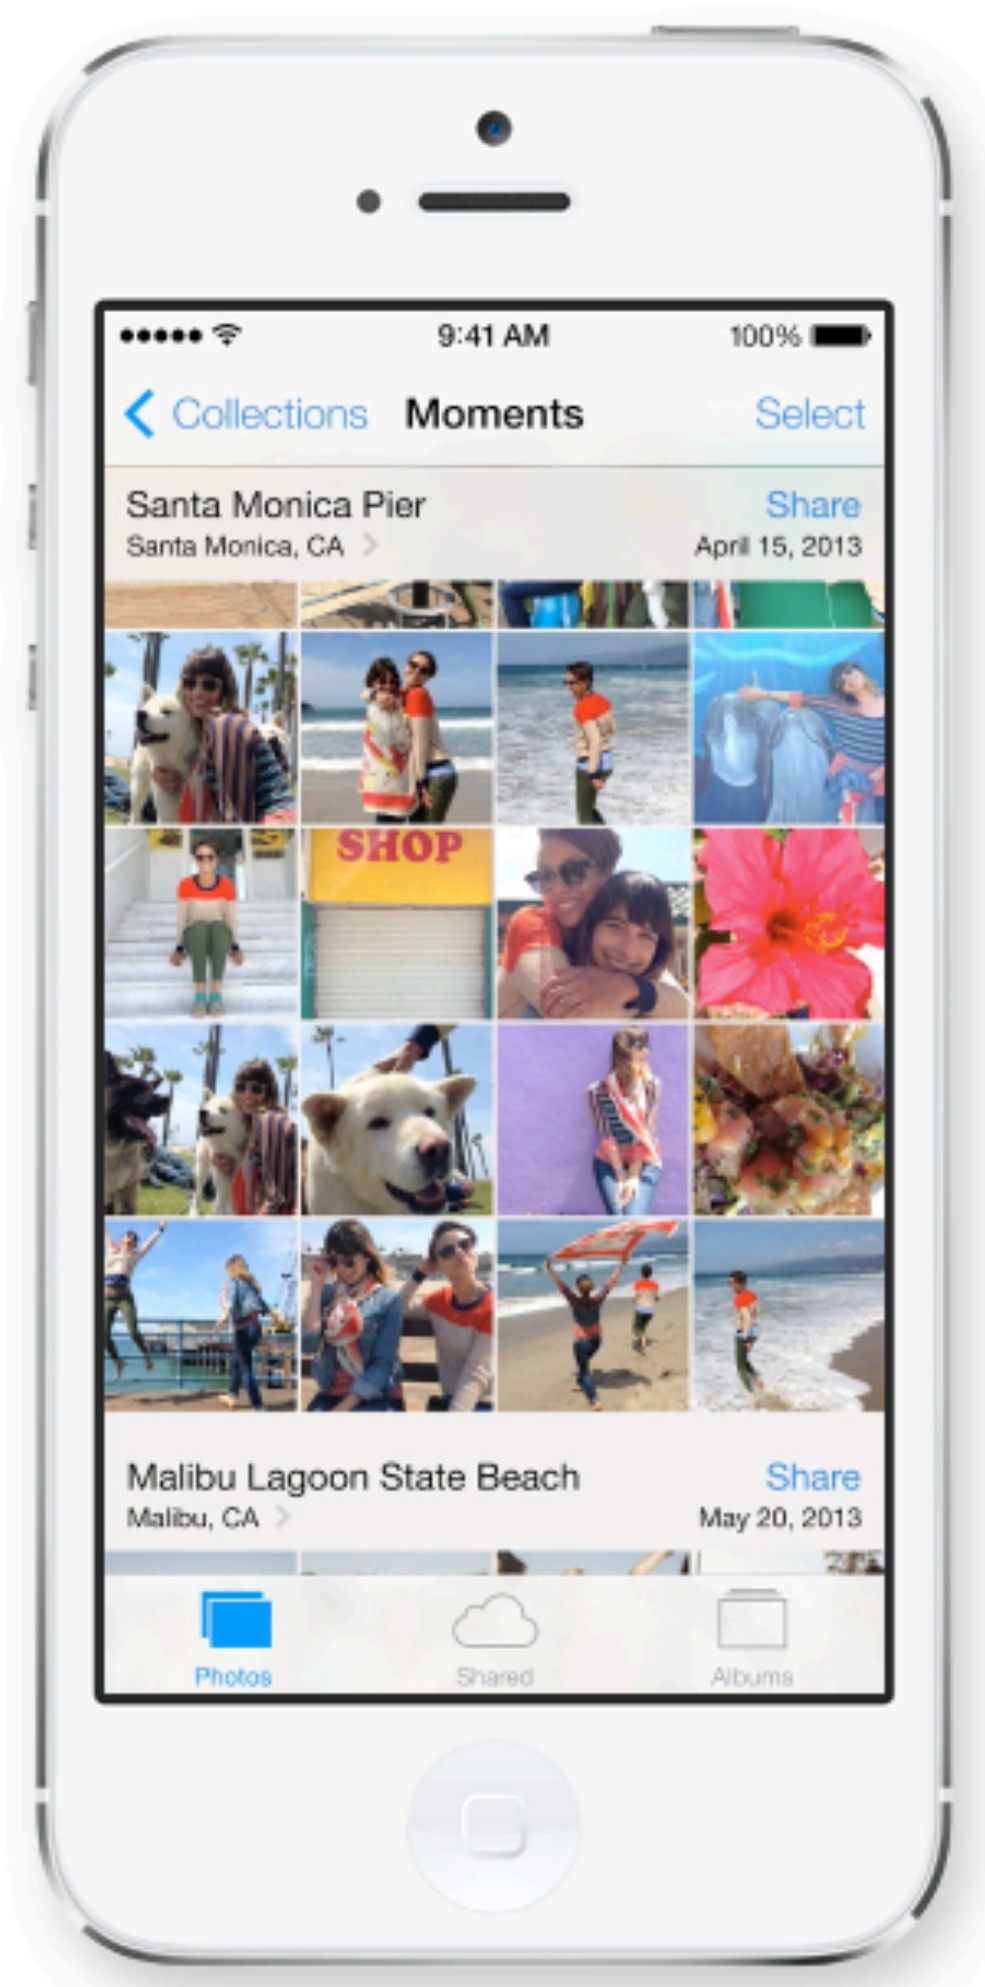 9:41 AM 100%
Collections Moments Select
Santa Monica Pier Share
Santa Monica, CA April 15, 2013
SHOP
Malibu Lagoon State Beach Share
Malibu, CA May 20, 2013
Photos Shared Albums